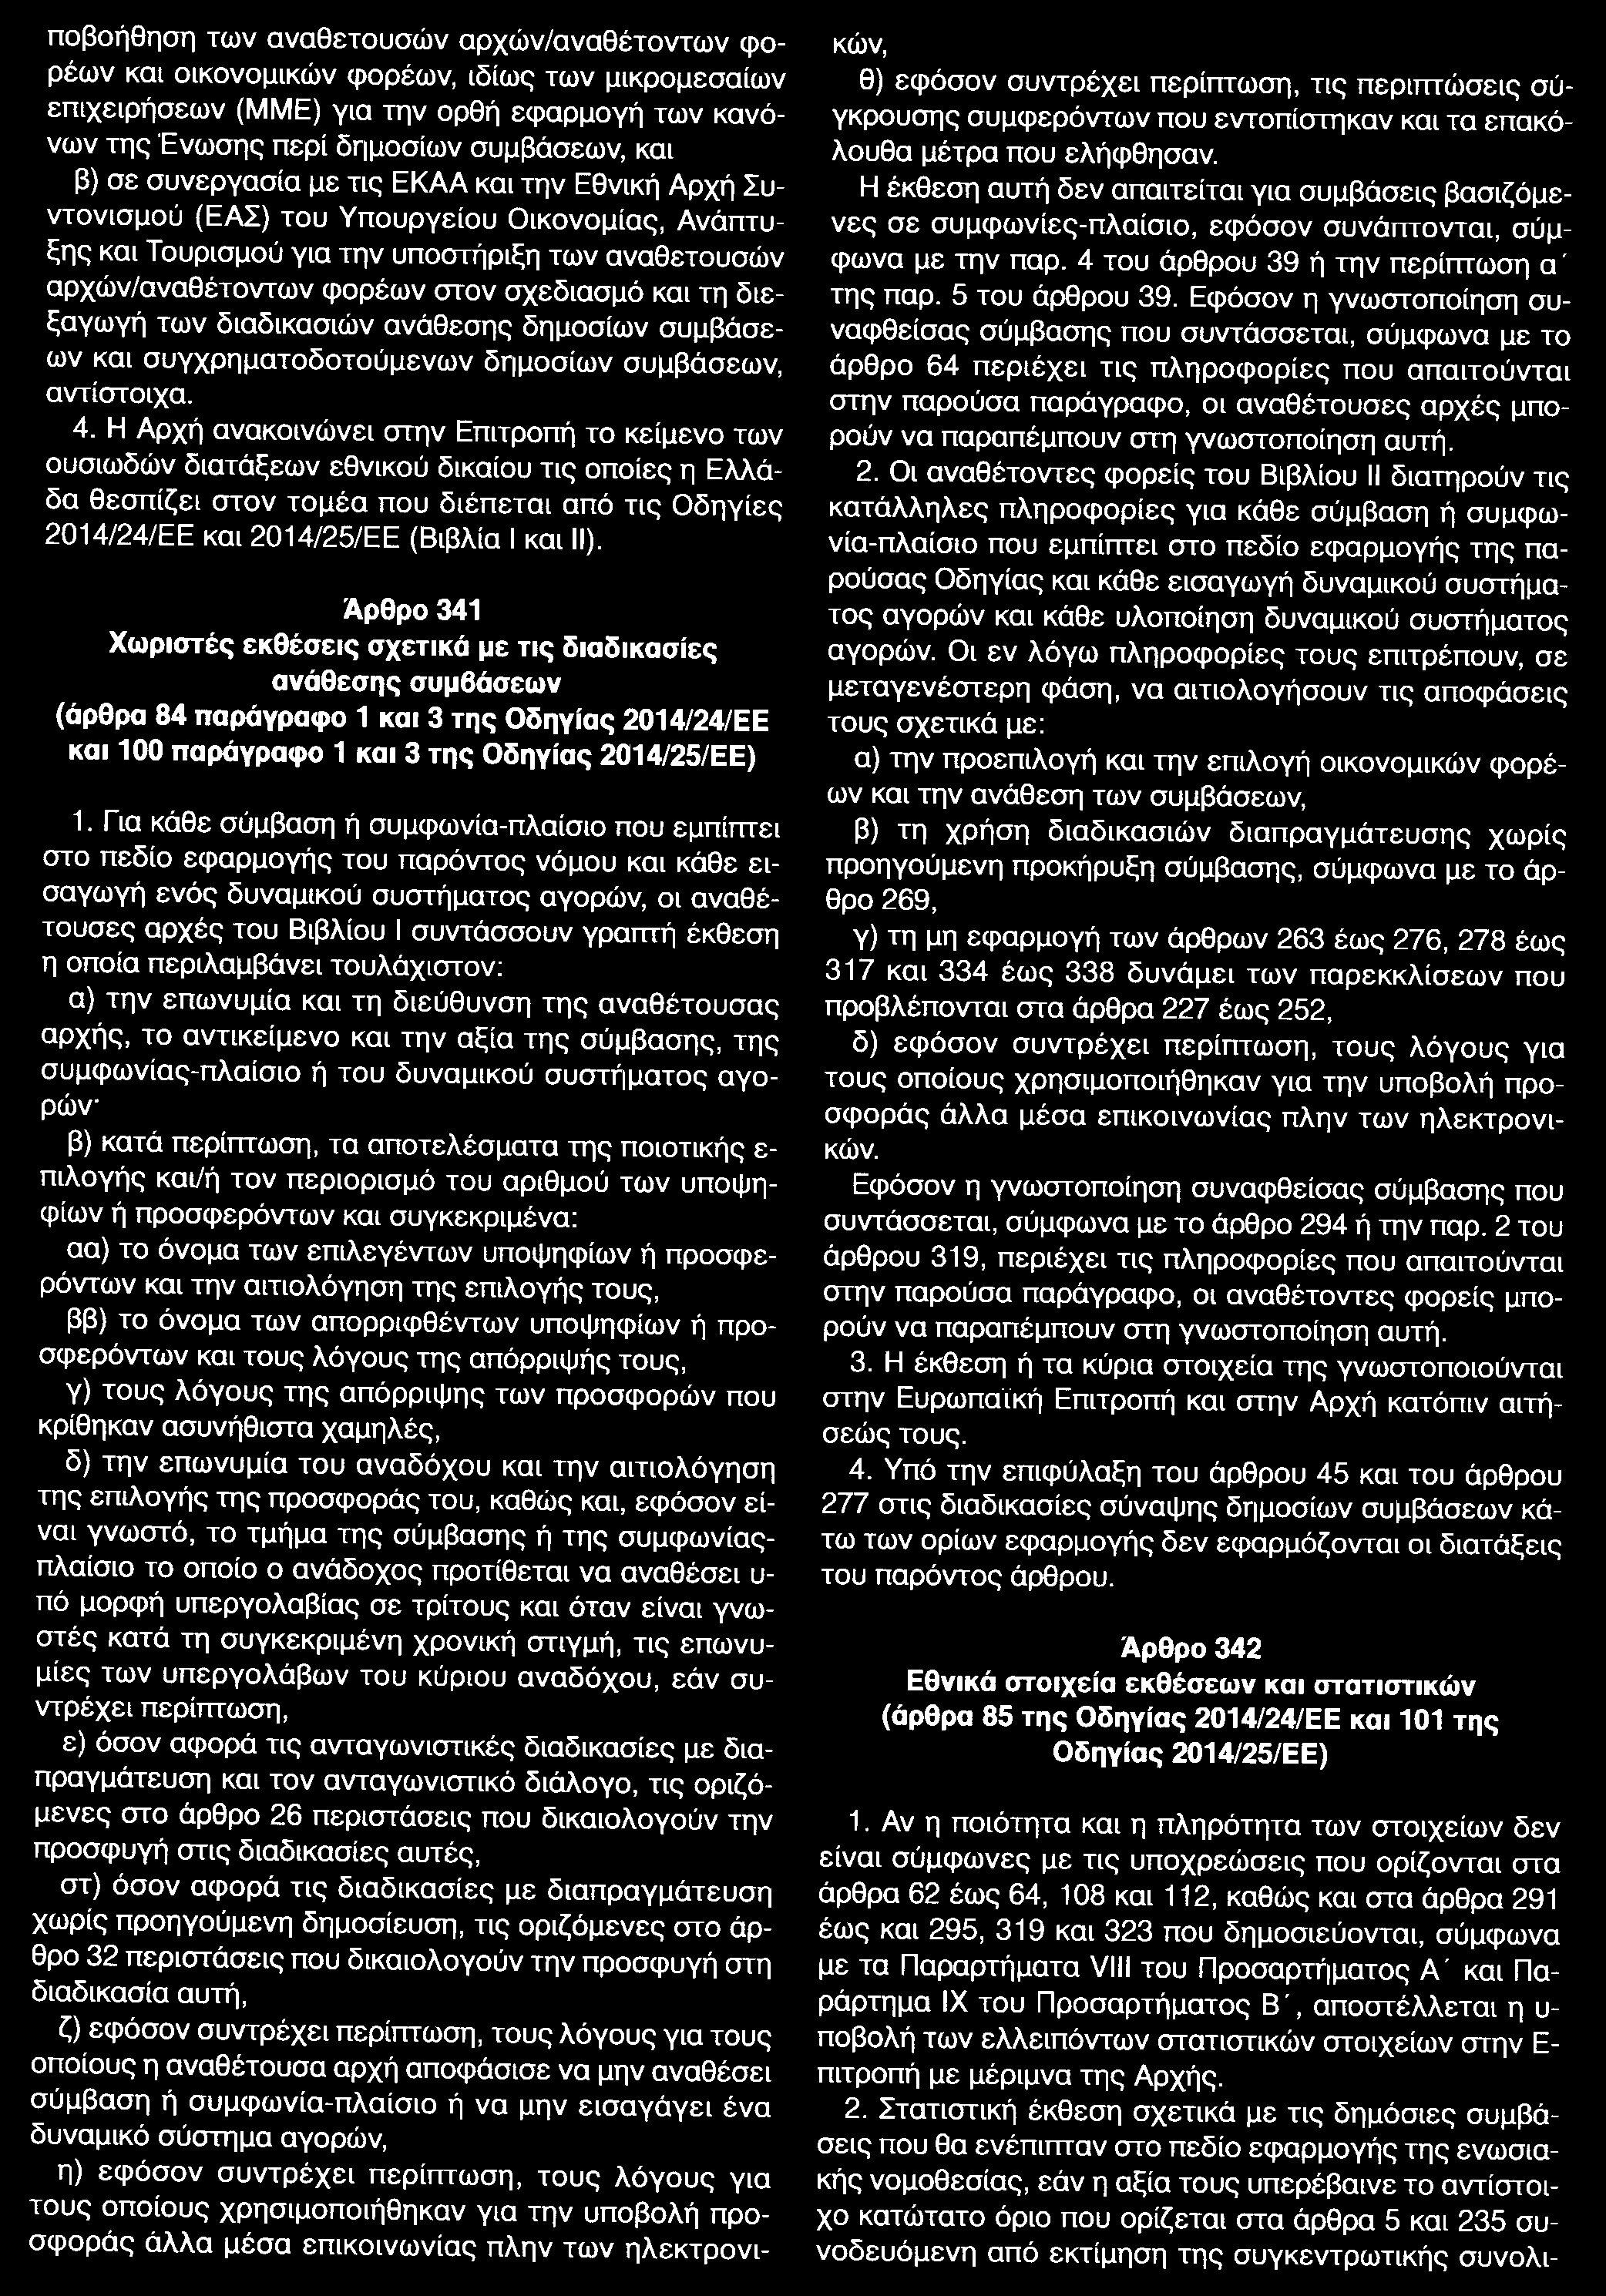 ποβοήθηση των αναθετουσών αρχών/αναθέτοντων φο-
ρέων και οικονομικών φορέων, ιδίως των μικρομεσαίων
επιχειρήσεων (ΜΜΕ) για την ορθή εφαρμογή των κανό-
νων της Ένωσης περί δημοσίων συμβάσεων, και
β) σε συνεργασία με τις ΕΚΑΑ και την Εθνική Αρχή Συ-
ντονισμού (ΕΑΣ) του Υπουργείου Οικονομίας, Ανάπτυ-
ξης και Τουρισμού για την υποστήριξη των αναθετουσών
αρχών/αναθέτοντων φορέων στον σχεδιασμό και τη διε-
ξαγωγή των διαδικασιών ανάθεσης δημοσίων συμβάσε-
ων και συγχρηματοδοτούμενων δημοσίων συμβάσεων,
αντίστοιχα.
4. Η Αρχή ανακοινώνει στην Επιτροπή το κείμενο των
ουσιωδών διατάξεων εθνικού δικαίου τις οποίες η Ελλά-
δα θεσπίζει στον τομέα που διέπεται από τις Οδηγίες
2014/24/ΕΕ και 2014/25/ΕΕ (Βιβλία Ι και ΙΙ).
Άρθρο 341
Χωριστές εκθέσεις σχετικά με τις διαδικασίες
ανάθεσης συμβάσεων
(άρθρα 84 παράγραφο 1 και 3 της Οδηγίας 2014/24/ΕΕ
και 100 παράγραφο 1 και 3 της Οδηγίας 2014/25/ΕΕ)
1. Για κάθε σύμβαση ή συμφωνία-πλαίσιο που εμπίπτει
στο πεδίο εφαρμογής του παρόντος νόμου και κάθε ει-
σαγωγή ενός δυναμικού συστήματος αγορών, οι αναθέ-
τουσες αρχές του Βιβλίου Ι συντάσσουν γραπτή έκθεση
η οποία περιλαμβάνει τουλάχιστον:
α) την επωνυμία και τη διεύθυνση της αναθέτουσας
αρχής, το αντικείμενο και την αξία της σύμβασης, της
συμφωνίας-πλαίσιο ή του δυναμικού συστήματος αγο-
ρών·
β) κατά περίπτωση, τα αποτελέσματα της ποιοτικής ε-
πιλογής και/ή τον περιορισμό του αριθμού των υποψη-
φίων ή προσφερόντων και συγκεκριμένα:
αα) το όνομα των επιλεγέντων υποψηφίων ή προσφε-
ρόντων και την αιτιολόγηση της επιλογής τους,
ββ) το όνομα των απορριφθέντων υποψηφίων ή προ-
σφερόντων και τους λόγους της απόρριψής τους,
γ) τους λόγους της απόρριψης των προσφορών που
κρίθηκαν ασυνήθιστα χαμηλές,
δ) την επωνυμία του αναδόχου και την αιτιολόγηση
της επιλογής της προσφοράς του, καθώς και, εφόσον εί-
ναι γνωστό, το τμήμα της σύμβασης ή της συμφωνίας-
πλαίσιο το οποίο ο ανάδοχος προτίθεται να αναθέσει υ-
πό μορφή υπεργολαβίας σε τρίτους και όταν είναι γνω-
στές κατά τη συγκεκριμένη χρονική στιγμή, τις επωνυ-
μίες των υπεργολάβων του κύριου αναδόχου, εάν συ-
ντρέχει περίπτωση,
ε) όσον αφορά τις ανταγωνιστικές διαδικασίες με δια-
πραγμάτευση και τον ανταγωνιστικό διάλογο, τις οριζό-
μενες στο άρθρο 26 περιστάσεις που δικαιολογούν την
προσφυγή στις διαδικασίες αυτές,
στ) όσον αφορά τις διαδικασίες με διαπραγμάτευση
χωρίς προηγούμενη δημοσίευση, τις οριζόμενες στο άρ-
θρο 32 περιστάσεις που δικαιολογούν την προσφυγή στη
διαδικασία αυτή,
ζ) εφόσον συντρέχει περίπτωση, τους λόγους για τους
οποίους η αναθέτουσα αρχή αποφάσισε να μην αναθέσει
σύμβαση ή συμφωνία-πλαίσιο ή να μην εισαγάγει ένα
δυναμικό σύστημα αγορών,
η) εφόσον συντρέχει περίπτωση, τους λόγους για
τους οποίους χρησιμοποιήθηκαν για την υποβολή προ-
σφοράς άλλα μέσα επικοινωνίας πλην των ηλεκτρονι-
κών,
θ) εφόσον συντρέχει περίπτωση, τις περιπτώσεις σύ-
γκρουσης συμφερόντων που εντοπίστηκαν και τα επακό-
λουθα μέτρα που ελήφθησαν.
Η έκθεση αυτή δεν απαιτείται για συμβάσεις βασιζόμε-
νες σε συμφωνίες-πλαίσιο, εφόσον συνάπτονται, σύμ-
φωνα με την παρ. 4 του άρθρου 39 ή την περίπτωση α΄
της παρ. 5 του άρθρου 39. Εφόσον η γνωστοποίηση συ-
ναφθείσας σύμβασης που συντάσσεται, σύμφωνα με το
άρθρο 64 περιέχει τις πληροφορίες που απαιτούνται
στην παρούσα παράγραφο, οι αναθέτουσες αρχές μπο-
ρούν να παραπέμπουν στη γνωστοποίηση αυτή.
2. Οι αναθέτοντες φορείς του Βιβλίου ΙΙ διατηρούν τις
κατάλληλες πληροφορίες για κάθε σύμβαση ή συμφω-
νία-πλαίσιο που εμπίπτει στο πεδίο εφαρμογής της πα-
ρούσας Οδηγίας και κάθε εισαγωγή δυναμικού συστήμα-
τος αγορών και κάθε υλοποίηση δυναμικού συστήματος
αγορών. Οι εν λόγω πληροφορίες τους επιτρέπουν, σε
μεταγενέστερη φάση, να αιτιολογήσουν τις αποφάσεις
τους σχετικά με:
α) την προεπιλογή και την επιλογή οικονομικών φορέ-
ων και την ανάθεση των συμβάσεων,
β) τη χρήση διαδικασιών διαπραγμάτευσης χωρίς
προηγούμενη προκήρυξη σύμβασης, σύμφωνα με το άρ-
θρο 269,
γ) τη μη εφαρμογή των άρθρων 263 έως 276, 278 έως
317 και 334 έως 338 δυνάμει των παρεκκλίσεων που
προβλέπονται στα άρθρα 227 έως 252,
δ) εφόσον συντρέχει περίπτωση, τους λόγους για
τους οποίους χρησιμοποιήθηκαν για την υποβολή προ-
σφοράς άλλα μέσα επικοινωνίας πλην των ηλεκτρονι-
κών.
Εφόσον η γνωστοποίηση συναφθείσας σύμβασης που
συντάσσεται, σύμφωνα με το άρθρο 294 ή την παρ. 2 του
άρθρου 319, περιέχει τις πληροφορίες που απαιτούνται
στην παρούσα παράγραφο, οι αναθέτοντες φορείς μπο-
ρούν να παραπέμπουν στη γνωστοποίηση αυτή.
3. Η έκθεση ή τα κύρια στοιχεία της γνωστοποιούνται
στην Ευρωπαϊκή Επιτροπή και στην Αρχή κατόπιν αιτή-
σεώς τους.
4. Υπό την επιφύλαξη του άρθρου 45 και του άρθρου
277 στις διαδικασίες σύναψης δημοσίων συμβάσεων κά-
τω των ορίων εφαρμογής δεν εφαρμόζονται οι διατάξεις
του παρόντος άρθρου.
Άρθρο 342
Εθνικά στοιχεία εκθέσεων και στατιστικών
(άρθρα 85 της Οδηγίας 2014/24/ΕΕ και 101 της
Οδηγίας 2014/25/ΕΕ)
1. Αν η ποιότητα και η πληρότητα των στοιχείων δεν
είναι σύμφωνες με τις υποχρεώσεις που ορίζονται στα
άρθρα 62 έως 64, 108 και 112, καθώς και στα άρθρα 291
έως και 295, 319 και 323 που δημοσιεύονται, σύμφωνα
με τα Παραρτήματα VIII του Προσαρτήματος Α΄ και Πα-
ράρτημα IX του Προσαρτήματος Β΄, αποστέλλεται η υ-
ποβολή των ελλειπόντων στατιστικών στοιχείων στην Ε-
πιτροπή με μέριμνα της Αρχής.
2. Στατιστική έκθεση σχετικά με τις δημόσιες συμβά-
σεις που θα ενέπιπταν στο πεδίο εφαρμογής της ενωσια-
κής νομοθεσίας, εάν η αξία τους υπερέβαινε το αντίστοι-
χο κατώτατο όριο που ορίζεται στα άρθρα 5 και 235 συ-
νοδευόμενη από εκτίμηση της συγκεντρωτικής συνολι-